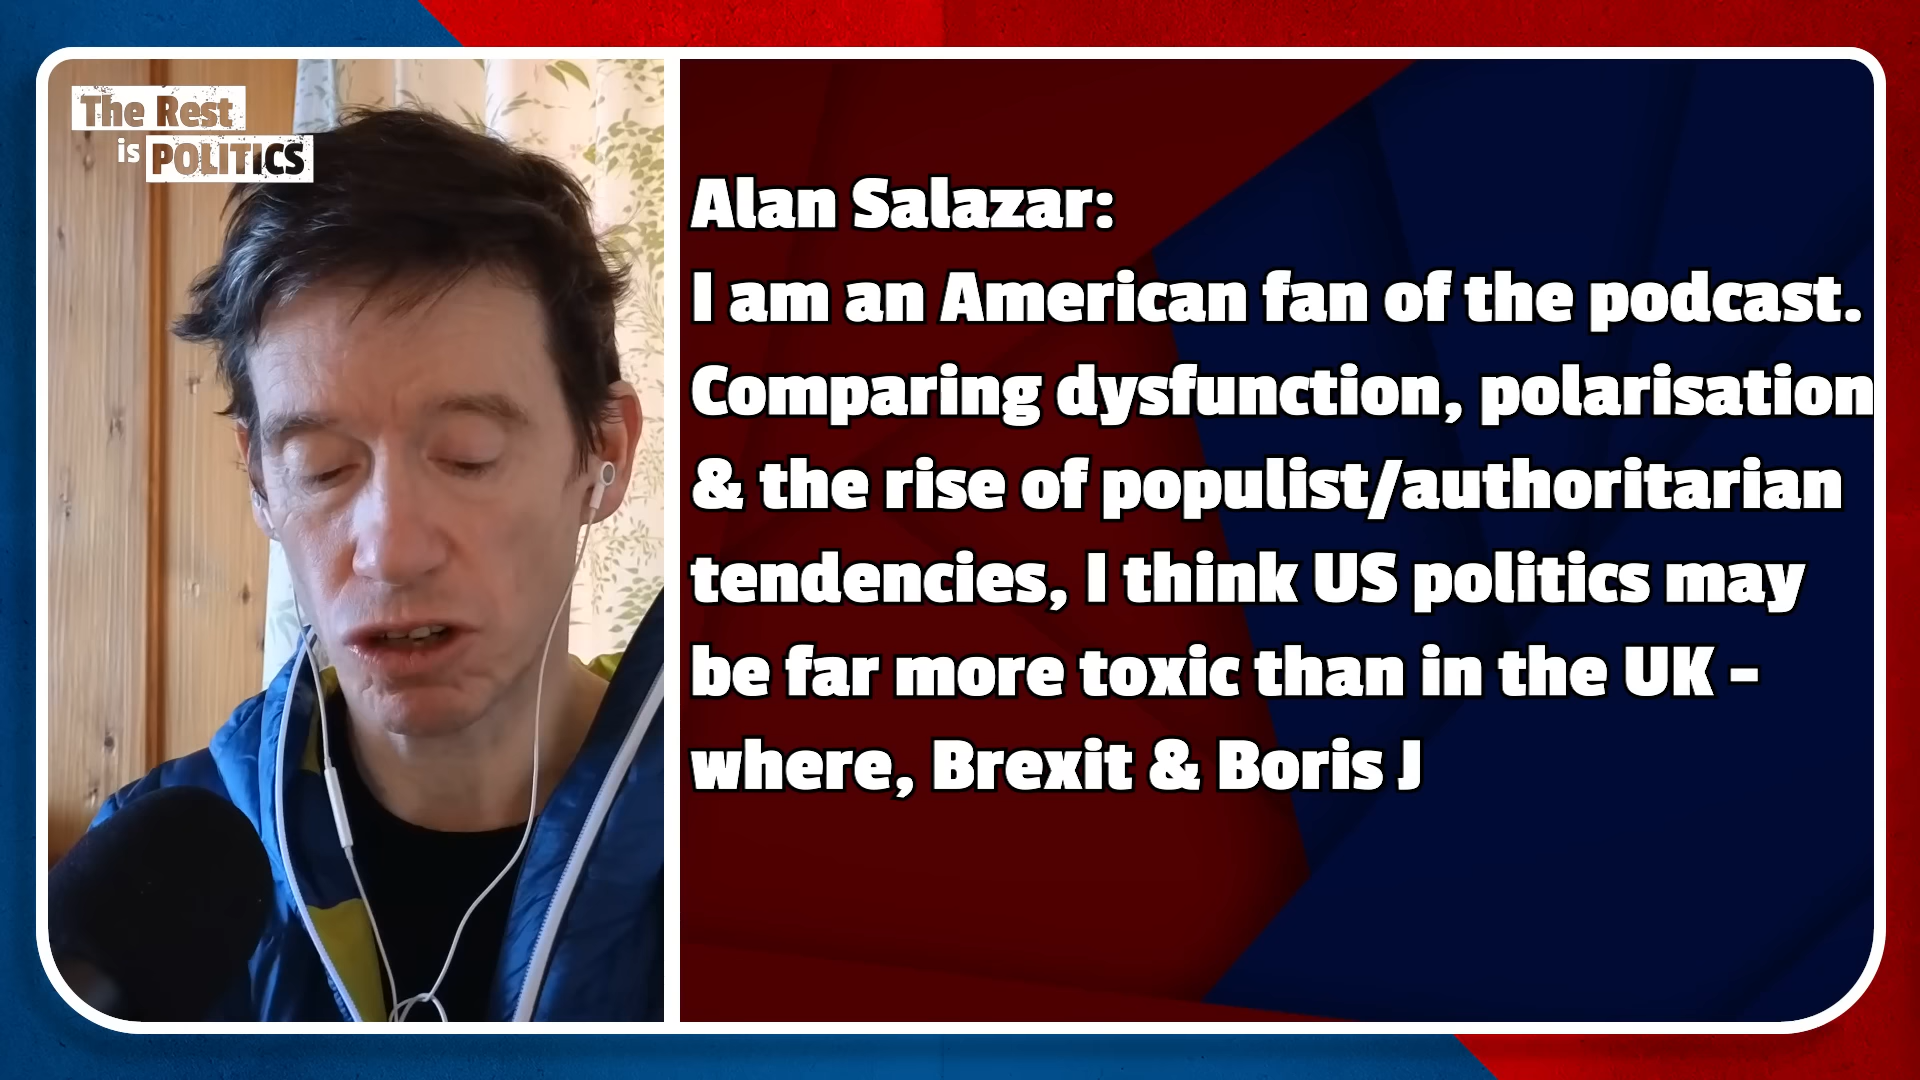 The Rest
is POLITICS
Alan Salazar:
I am an American fan of the podcast.
Comparing dysfunction, polarisation
& the rise of populist/authoritarian
tendencies, I think US politics may
be far more toxic than in the UK -
where, Brexit & Boris J